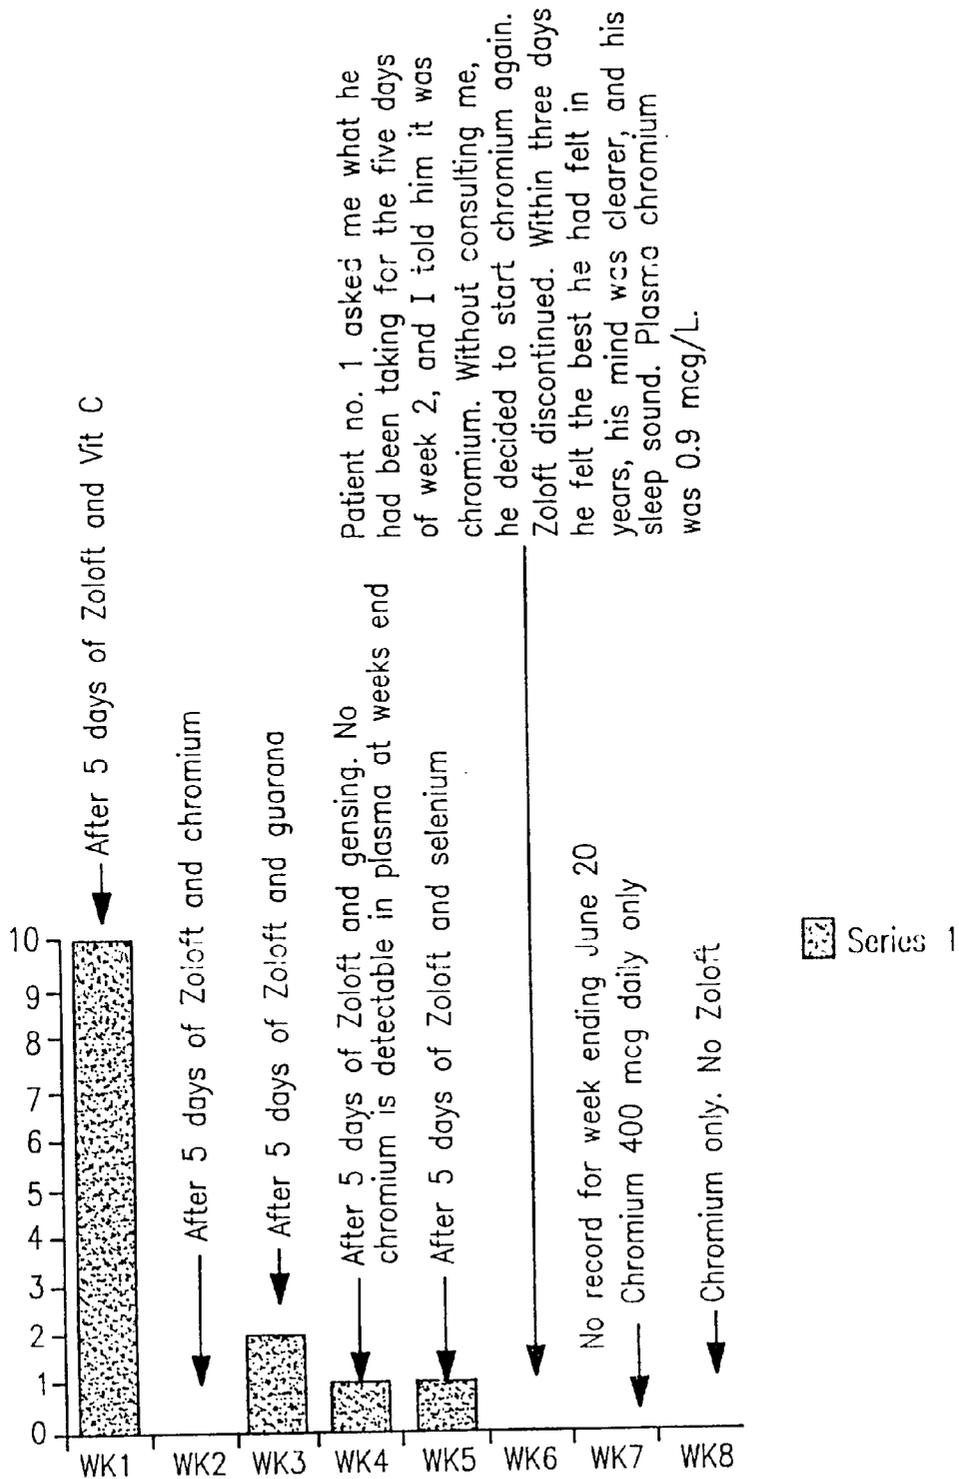 10
9
8
7
6
5
4
3
2
1
0
WK1
WK2
WK3
WK4
WK5
WK6
WK7
WK8
After 5 days of Zoloft and Vit C
After 5 days of Zoloft and chromium
After 5 days of Zoloft and guarana
After 5 days of Zoloft and gensing. No
chromium is detectable in plasma at weeks end
After 5 days of Zoloft and selenium
Patient no. 1 asked me what he
had been taking for the five days
of week 2, and I told him it was
chromium. Without consulting me,
he decided to start chromium again.
Zoloft discontinued. Within three days
he felt the best he had felt in
years, his mind was clearer, and his
sleep sound. Plasma chromium
was 0.9 mcg/L.
No record for week ending June 20
Chromium 400 mcg daily only
Chromium only. No Zoloft
Series 1